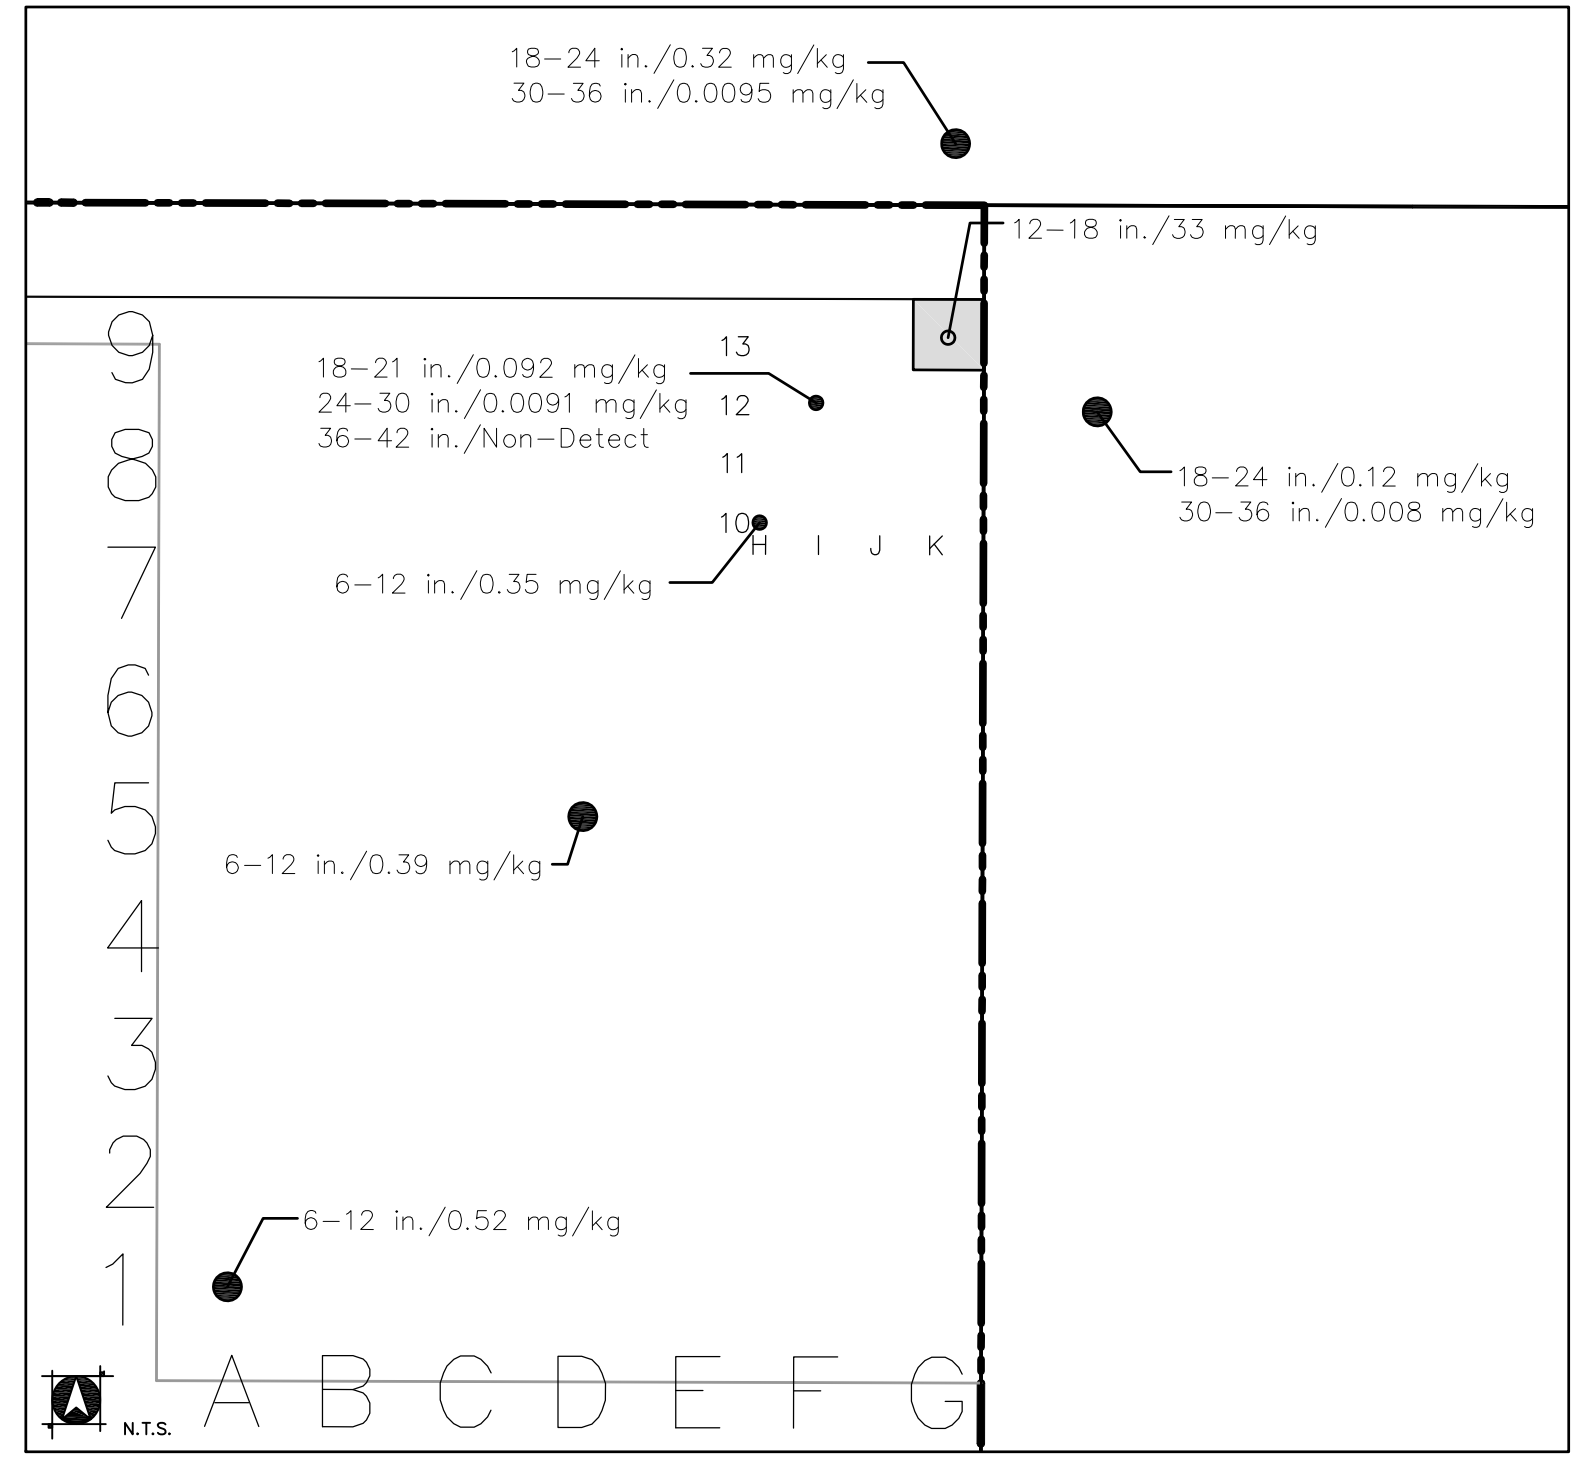 18-24 in./0.32 mg/kg
30-36 in./0.0095 mg/kg
12-18 in./33 mg/kg
9
13
18-21 in./0.092 mg/kg
24-30 in./0.0091 mg/kg
12
36-42 in./Non-Detect
8
11
18-24 in./0.12 mg/kg
30-36 in./0.008 mg/kg
10
H I J K
7
6-12 in./0.35 mg/kg
6
5
6-12 in./0.39 mg/kg
4
3
2
6-12 in./0.52 mg/kg
1
A B C D E F G
N.T.S.